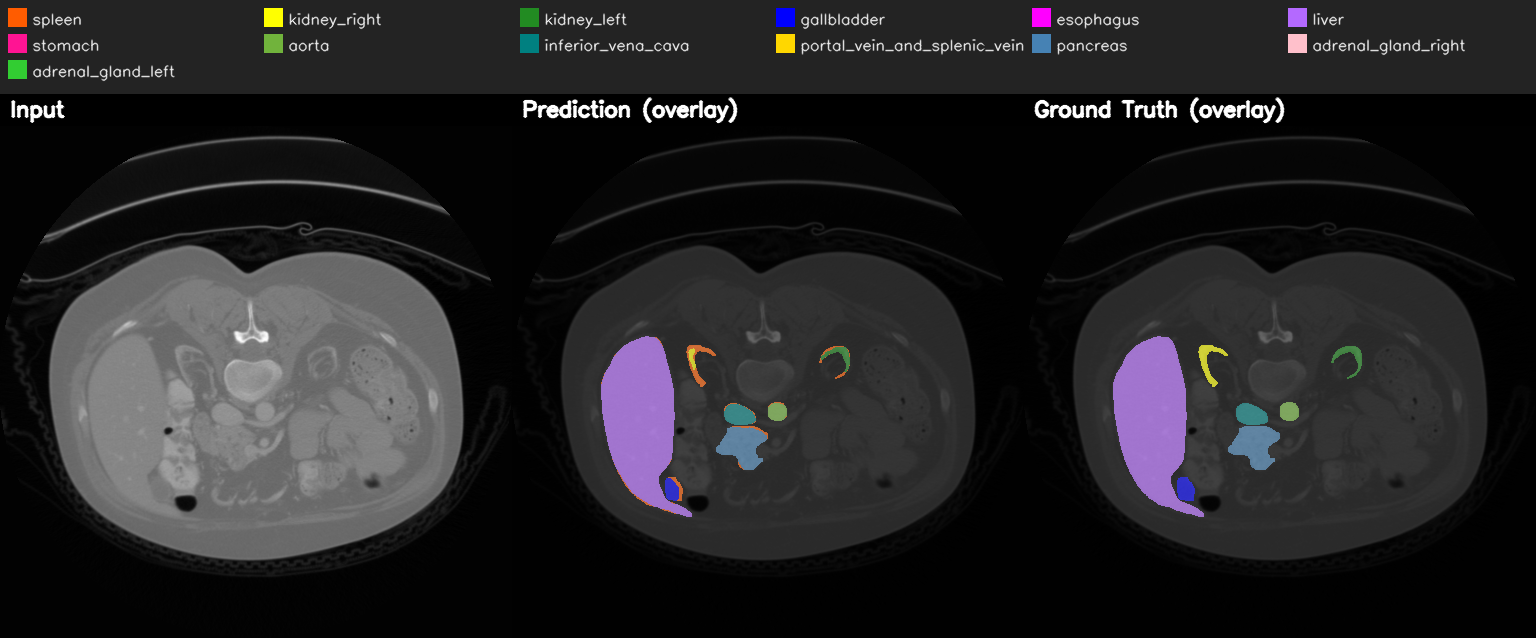 spleen kidney_right kidney_left gallbladder esophagus liver
stomach aorta inferior_vena_cava portal_vein_and_splenic_vein pancreas adrenal_gland_right
adrenal_gland_left
Input Prediction (overlay) Ground Truth (overlay)